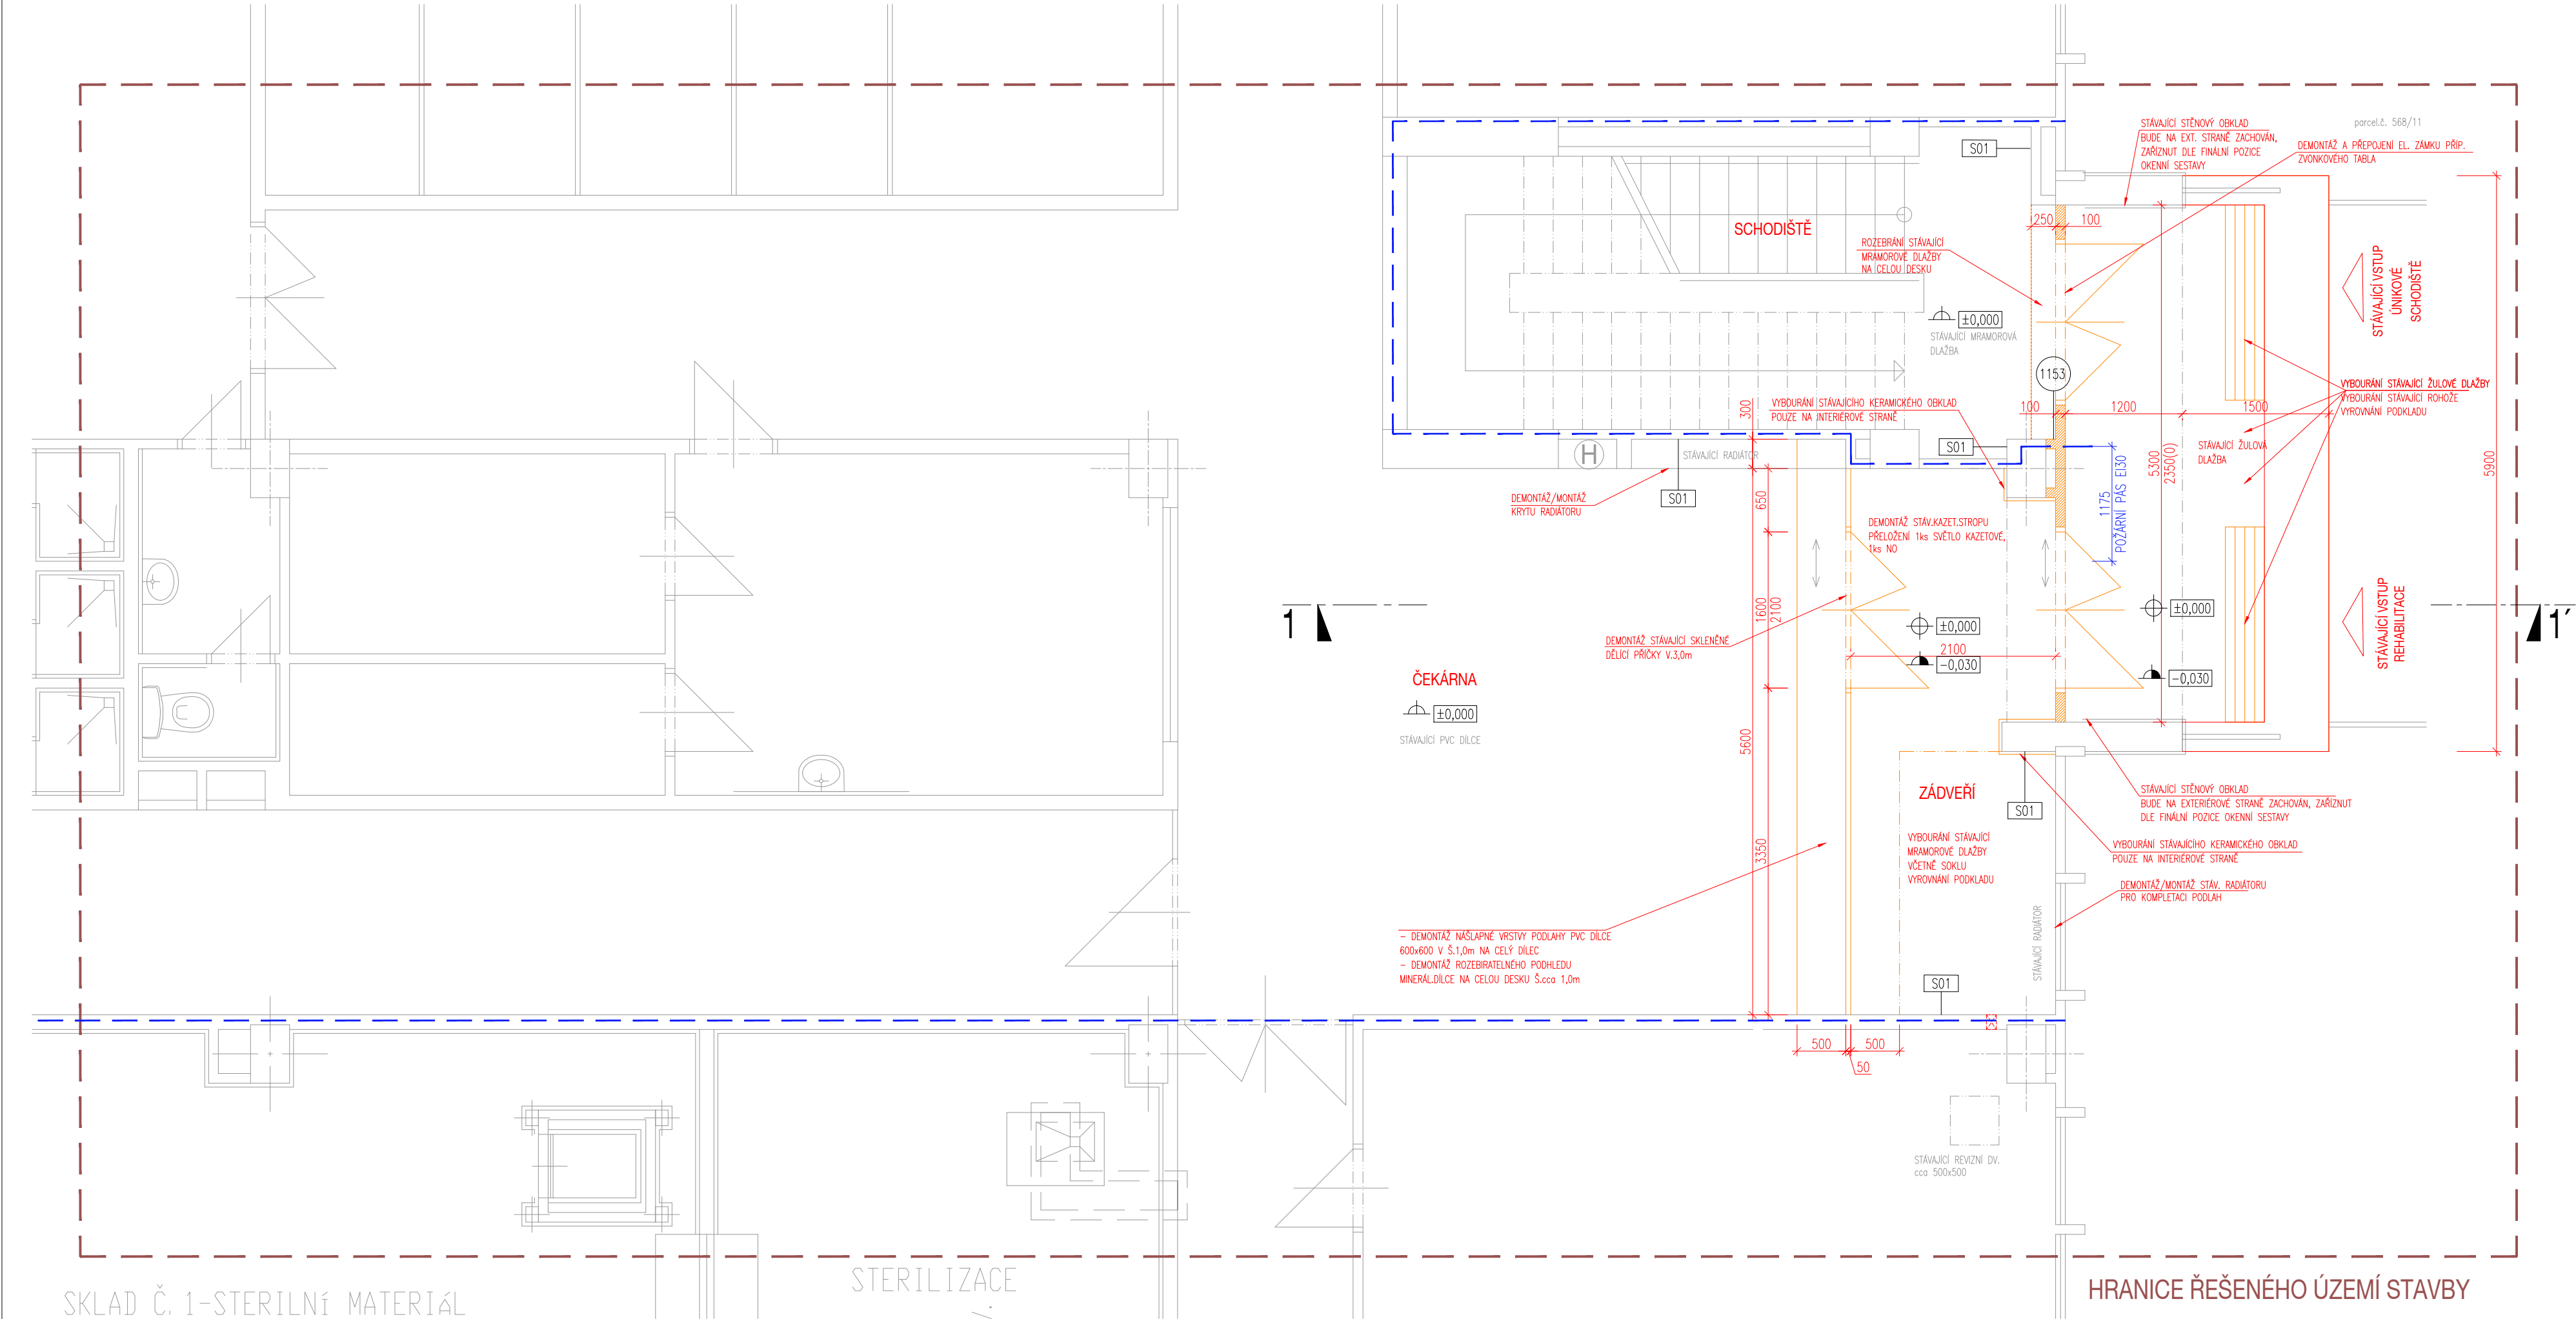 parcel.č. 568/11
STÁVAJÍCÍ STĚNOVÝ OBKLAD
BUDE NA EXT. STRANĚ ZACHOVÁN,
ZAŘÍZNUT DLE FINÁLNÍ POZICE
OKENNÍ SESTAVY
DEMONTÁŽ A PŘEPOJENÍ EL. ZÁMKU PŘÍP.
ZVONKOVÉHO TABLA
S01
SCHODIŠTĚ
250
100
ROZEBRÁNÍ STÁVAJÍCÍ
MRAMOROVÉ DLAŽBY
NA CELOU DESKU
STÁVAJÍCÍ VSTUP
ÚNIKOVÉ
SCHODIŠTĚ
±0,000
STÁVAJÍCÍ MRAMOROVÁ
DLAŽBA
1153
VYBOURÁNÍ STÁVAJÍCÍ ŽULOVÉ DLAŽBY
VYBOURÁNÍ STÁVAJÍCÍ ROHOŽE
VYROVNÁNÍ PODKLADU
300
VYBOURÁNÍ STÁVAJÍCÍHO KERAMICKÉHO OBKLAD
POUZE NA INTERIÉROVÉ STRANĚ
100
1200
1500
H
STÁVAJÍCÍ RADIÁTOR
S01
STÁVAJÍCÍ ŽULOVÁ
DLAŽBA
5300
2350(0)
5900
DEMONTÁŽ/MONTÁŽ
KRYTU RADIÁTORU
S01
650
1175
POŽÁRNÍ PÁS EI30
DEMONTÁŽ STÁV.KAZET.STROPU
PŘELOŽENÍ 1ks SVĚTLO KAZETOVÉ,
1ks NO
1600
2100
1
±0,000
±0,000
STÁVAJÍCÍ VSTUP
REHABILITACE
1´
DEMONTÁŽ STÁVAJÍCÍ SKLENĚNÉ
DĚLÍCÍ PŘÍČKY V.3,0m
2100
-0,030
-0,030
ČEKÁRNA
±0,000
STÁVAJÍCÍ PVC DÍLCE
5600
3350
ZÁDVEŘÍ
S01
STÁVAJÍCÍ STĚNOVÝ OBKLAD
BUDE NA EXTERIÉROVÉ STRANĚ ZACHOVÁN, ZAŘÍZNUT
DLE FINÁLNÍ POZICE OKENNÍ SESTAVY
VYBOURÁNÍ STÁVAJÍCÍ
MRAMOROVÉ DLAŽBY
VČETNĚ SOKLU
VYROVNÁNÍ PODKLADU
VYBOURÁNÍ STÁVAJÍCÍHO KERAMICKÉHO OBKLAD
POUZE NA INTERIÉROVÉ STRANĚ
DEMONTÁŽ/MONTÁŽ STÁV. RADIÁTORU
PRO KOMPLETACI PODLAH
STÁVAJÍCÍ RADIÁTOR
- DEMONTÁŽ NÁŠLAPNÉ VRSTVY PODLAHY PVC DÍLCE
600x600 V Š.1,0m NA CELÝ DÍLEC
- DEMONTÁŽ ROZEBIRATELNÉHO PODHLEDU
MINERÁL.DÍLCE NA CELOU DESKU Š.cca 1,0m
S01
500
500
50
STÁVAJÍCÍ REVIZNÍ DV.
cca 500x500
STERILIZACE
SKLAD Č. 1-STERILNí MATERIáL
HRANICE ŘEŠENÉHO ÚZEMÍ STAVBY